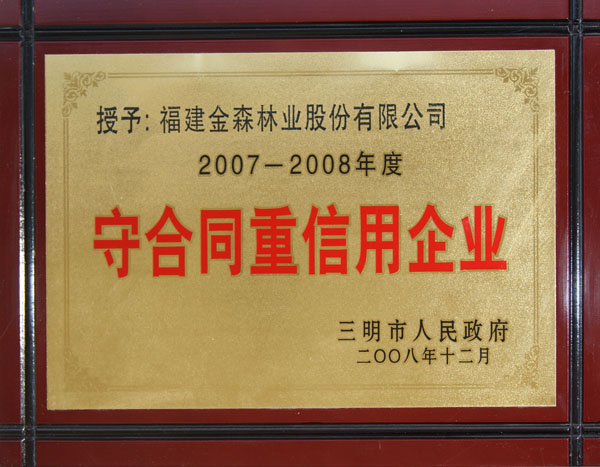 授予：福建金森林业股份有限公司
2007－2008年度
守合同重信用企业
三明市人民政府
二〇〇八年十二月